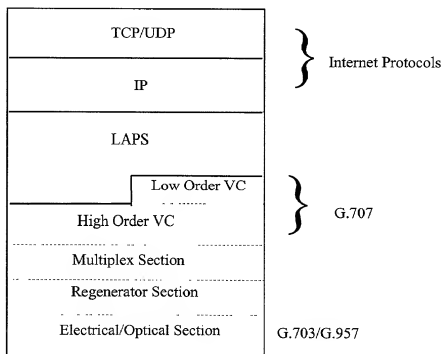 TCP/UDP
Internet Protocols
IP
LAPS
Low Order VC
G.707
High Order VC
Multiplex Section
Regenerator Section
Electrical/Optical Section
G.703/G.957